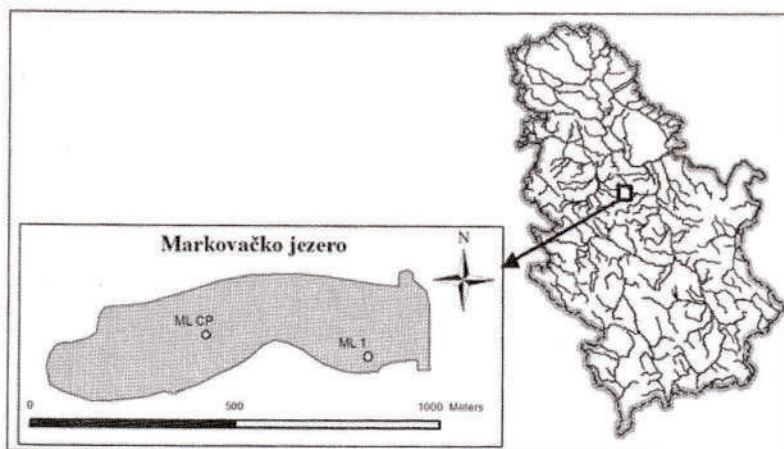 Markovačko jezero
N
ML CP
ML 1
0 500 1000 Meters